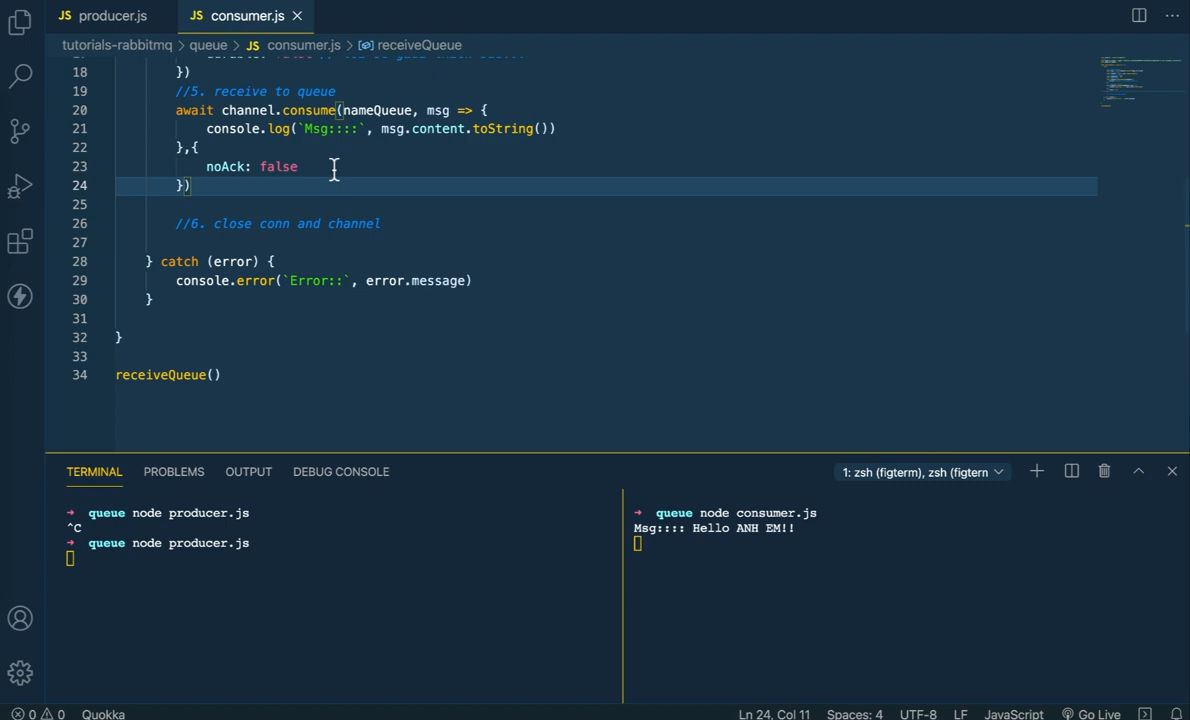 JS producer.js
JS consumer.js
tutorials-rabbitmq > queue > JS consumer.js > receiveQueue
18 })
19 //5. receive to queue
20 await channel.consume(nameQueue, msg => {
21 console.log(`Msg::::`, msg.content.toString())
22 },{
23 noAck: false
24 })
25
26 //6. close conn and channel
27
28 } catch (error) {
29 console.error(`Error::`, error.message)
30 }
31
32 }
33
34 receiveQueue()
TERMINAL PROBLEMS OUTPUT DEBUG CONSOLE
1: zsh (figterm), zsh (figtern
→ queue node producer.js
^C
→ queue node producer.js
→ queue node consumer.js
Msg:::: Hello ANH EM!!
0 0 Quokka
Ln 24, Col 11 Spaces: 4 UTF-8 LF JavaScript Go Live